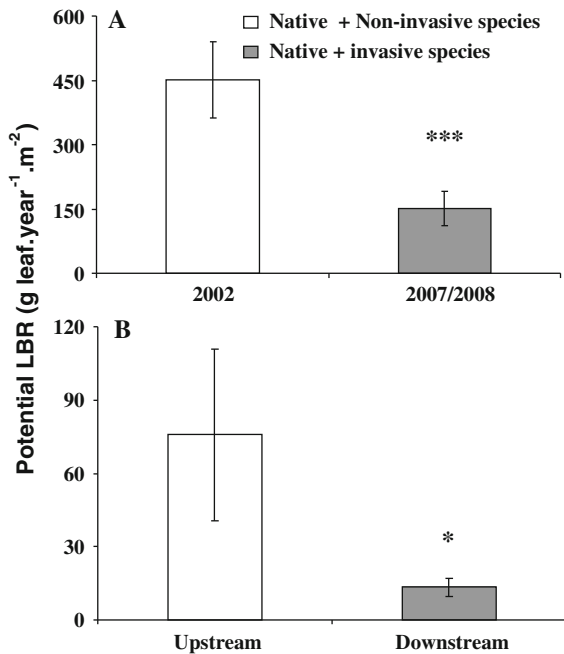 A
Native + Non-invasive species
Native + invasive species
Potential LBR (g leaf.year⁻¹.m⁻²)
600
450
300
150
0
***
2002
2007/2008
B
120
90
60
30
0
*
Upstream
Downstream